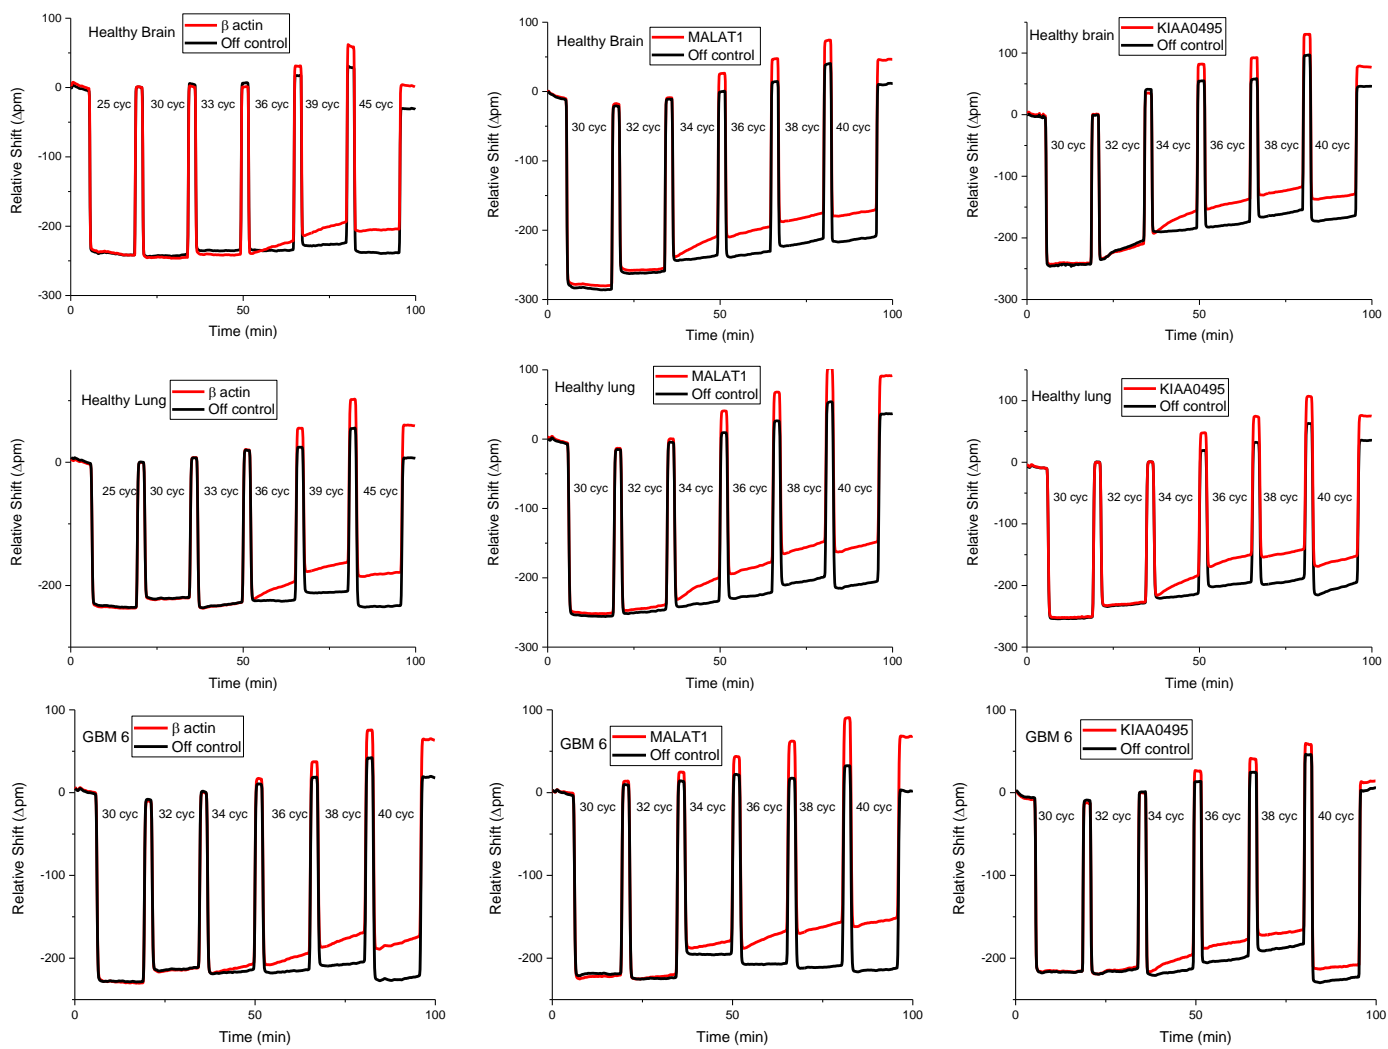 Healthy Brain
β actin
Off control
Relative Shift (Δpm)
100
0
-100
-200
-300
25 cyc 30 cyc 33 cyc 36 cyc 39 cyc 45 cyc
0 50 100
Time (min)
Healthy Brain
MALAT1
Off control
Relative Shift (Δpm)
100
0
-100
-200
-300
30 cyc 32 cyc 34 cyc 36 cyc 38 cyc 40 cyc
0 50 100
Time (min)
Healthy brain
KIAA0495
Off control
Relative Shift (Δpm)
100
0
-100
-200
-300
30 cyc 32 cyc 34 cyc 36 cyc 38 cyc 40 cyc
0 50 100
Time (min)
Healthy Lung
β actin
Off control
Relative Shift (Δpm)
0
-200
25 cyc 30 cyc 33 cyc 36 cyc 39 cyc 45 cyc
0 50 100
Time (min)
Healthy lung
MALAT1
Off control
Relative Shift (Δpm)
100
0
-100
-200
-300
30 cyc 32 cyc 34 cyc 36 cyc 38 cyc 40 cyc
0 50 100
Time (min)
Healthy lung
KIAA0495
Off control
Relative Shift (Δpm)
100
0
-100
-200
-300
30 cyc 32 cyc 34 cyc 36 cyc 38 cyc 40 cyc
0 50 100
Time (min)
GBM 6
β actin
Off control
Relative Shift (Δpm)
100
0
-100
-200
30 cyc 32 cyc 34 cyc 36 cyc 38 cyc 40 cyc
0 50 100
Time (min)
GBM 6
MALAT1
Off control
Relative Shift (Δpm)
100
0
-100
-200
30 cyc 32 cyc 34 cyc 36 cyc 38 cyc 40 cyc
0 50 100
Time (min)
GBM 6
KIAA0495
Off control
Relative Shift (Δpm)
100
0
-100
-200
30 cyc 32 cyc 34 cyc 36 cyc 38 cyc 40 cyc
0 50 100
Time (min)